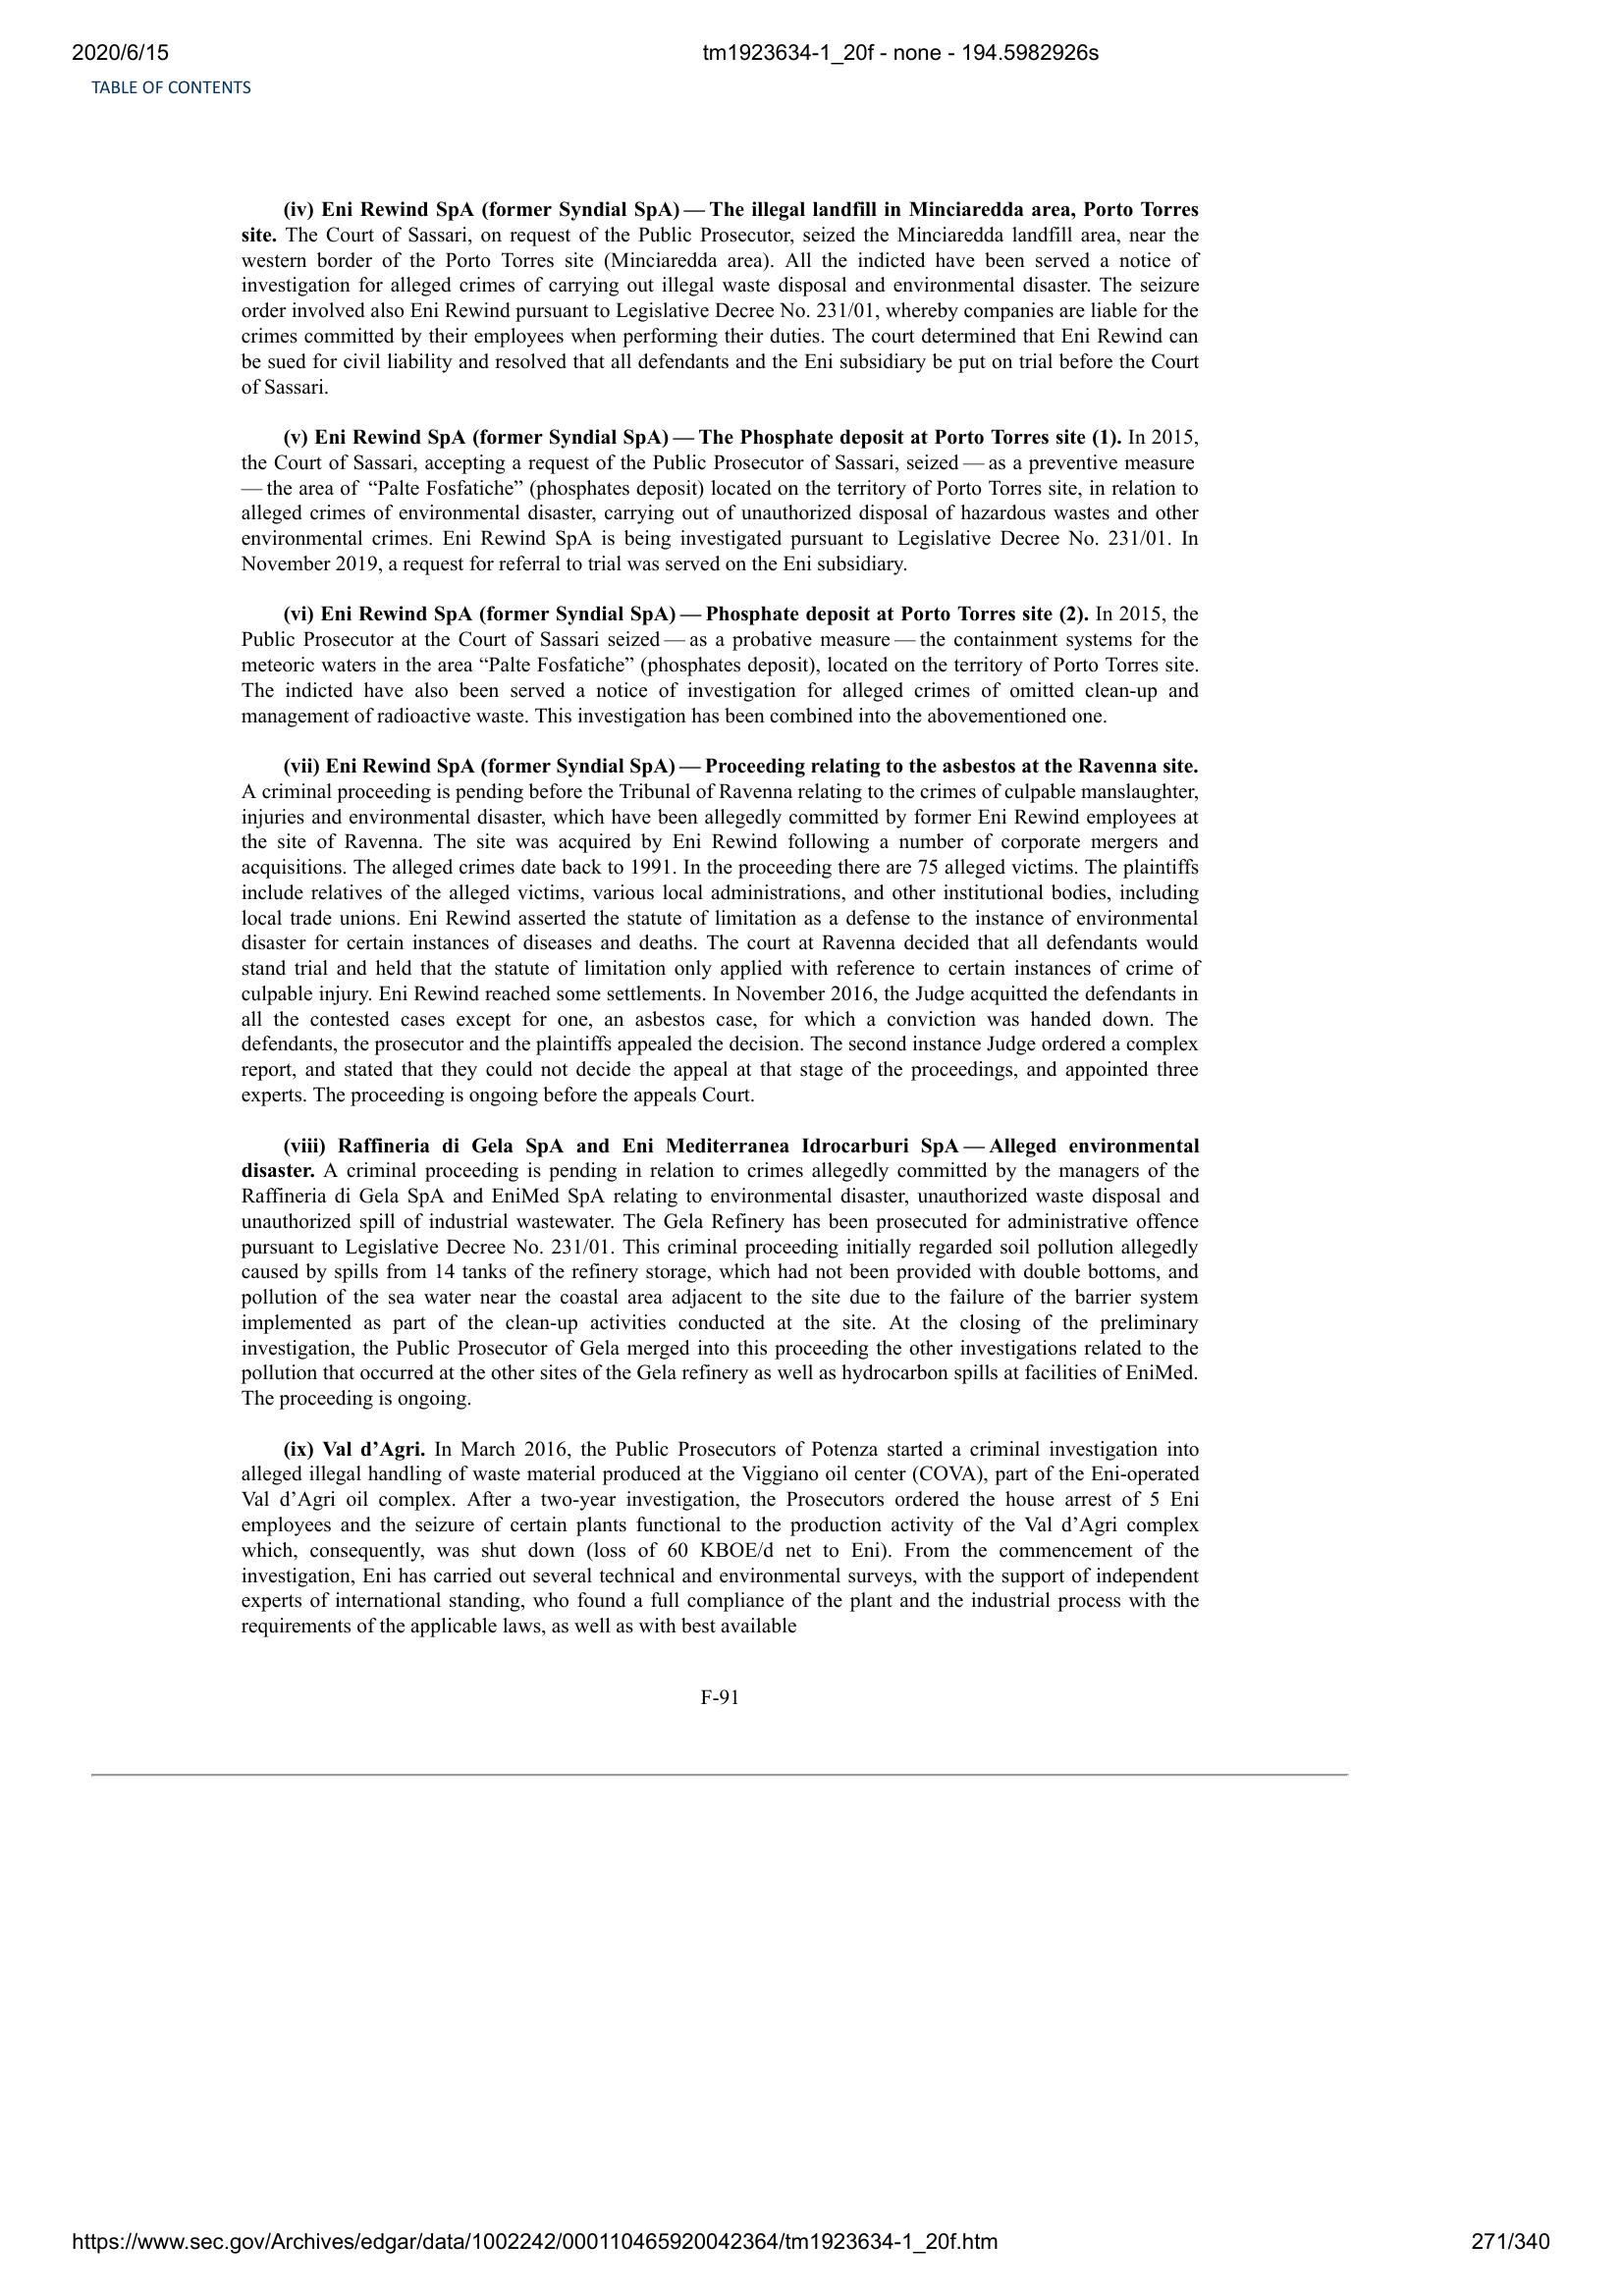 2020/6/15
tm1923634-1_20f - none - 194.5982926s
TABLE OF CONTENTS
(iv) Eni Rewind SpA (former Syndial SpA) — The illegal landfill in Minciaredda area, Porto Torres
site. The Court of Sassari, on request of the Public Prosecutor, seized the Minciaredda landfill area, near the
western border of the Porto Torres site (Minciaredda area). All the indicted have been served a notice of
investigation for alleged crimes of carrying out illegal waste disposal and environmental disaster. The seizure
order involved also Eni Rewind pursuant to Legislative Decree No. 231/01, whereby companies are liable for the
crimes committed by their employees when performing their duties. The court determined that Eni Rewind can
be sued for civil liability and resolved that all defendants and the Eni subsidiary be put on trial before the Court
of Sassari.
(v) Eni Rewind SpA (former Syndial SpA) — The Phosphate deposit at Porto Torres site (1). In 2015,
the Court of Sassari, accepting a request of the Public Prosecutor of Sassari, seized — as a preventive measure
— the area of “Palte Fosfatiche” (phosphates deposit) located on the territory of Porto Torres site, in relation to
alleged crimes of environmental disaster, carrying out of unauthorized disposal of hazardous wastes and other
environmental crimes. Eni Rewind SpA is being investigated pursuant to Legislative Decree No. 231/01. In
November 2019, a request for referral to trial was served on the Eni subsidiary.
(vi) Eni Rewind SpA (former Syndial SpA) — Phosphate deposit at Porto Torres site (2). In 2015, the
Public Prosecutor at the Court of Sassari seized — as a probative measure — the containment systems for the
meteoric waters in the area “Palte Fosfatiche” (phosphates deposit), located on the territory of Porto Torres site.
The indicted have also been served a notice of investigation for alleged crimes of omitted clean-up and
management of radioactive waste. This investigation has been combined into the abovementioned one.
(vii) Eni Rewind SpA (former Syndial SpA) — Proceeding relating to the asbestos at the Ravenna site.
A criminal proceeding is pending before the Tribunal of Ravenna relating to the crimes of culpable manslaughter,
injuries and environmental disaster, which have been allegedly committed by former Eni Rewind employees at
the site of Ravenna. The site was acquired by Eni Rewind following a number of corporate mergers and
acquisitions. The alleged crimes date back to 1991. In the proceeding there are 75 alleged victims. The plaintiffs
include relatives of the alleged victims, various local administrations, and other institutional bodies, including
local trade unions. Eni Rewind asserted the statute of limitation as a defense to the instance of environmental
disaster for certain instances of diseases and deaths. The court at Ravenna decided that all defendants would
stand trial and held that the statute of limitation only applied with reference to certain instances of crime of
culpable injury. Eni Rewind reached some settlements. In November 2016, the Judge acquitted the defendants in
all the contested cases except for one, an asbestos case, for which a conviction was handed down. The
defendants, the prosecutor and the plaintiffs appealed the decision. The second instance Judge ordered a complex
report, and stated that they could not decide the appeal at that stage of the proceedings, and appointed three
experts. The proceeding is ongoing before the appeals Court.
(viii) Raffineria di Gela SpA and Eni Mediterranea Idrocarburi SpA — Alleged environmental
disaster. A criminal proceeding is pending in relation to crimes allegedly committed by the managers of the
Raffineria di Gela SpA and EniMed SpA relating to environmental disaster, unauthorized waste disposal and
unauthorized spill of industrial wastewater. The Gela Refinery has been prosecuted for administrative offence
pursuant to Legislative Decree No. 231/01. This criminal proceeding initially regarded soil pollution allegedly
caused by spills from 14 tanks of the refinery storage, which had not been provided with double bottoms, and
pollution of the sea water near the coastal area adjacent to the site due to the failure of the barrier system
implemented as part of the clean-up activities conducted at the site. At the closing of the preliminary
investigation, the Public Prosecutor of Gela merged into this proceeding the other investigations related to the
pollution that occurred at the other sites of the Gela refinery as well as hydrocarbon spills at facilities of EniMed.
The proceeding is ongoing.
(ix) Val d’Agri. In March 2016, the Public Prosecutors of Potenza started a criminal investigation into
alleged illegal handling of waste material produced at the Viggiano oil center (COVA), part of the Eni-operated
Val d’Agri oil complex. After a two-year investigation, the Prosecutors ordered the house arrest of 5 Eni
employees and the seizure of certain plants functional to the production activity of the Val d’Agri complex
which, consequently, was shut down (loss of 60 KBOE/d net to Eni). From the commencement of the
investigation, Eni has carried out several technical and environmental surveys, with the support of independent
experts of international standing, who found a full compliance of the plant and the industrial process with the
requirements of the applicable laws, as well as with best available
F-91
https://www.sec.gov/Archives/edgar/data/1002242/000110465920042364/tm1923634-1_20f.htm
271/340